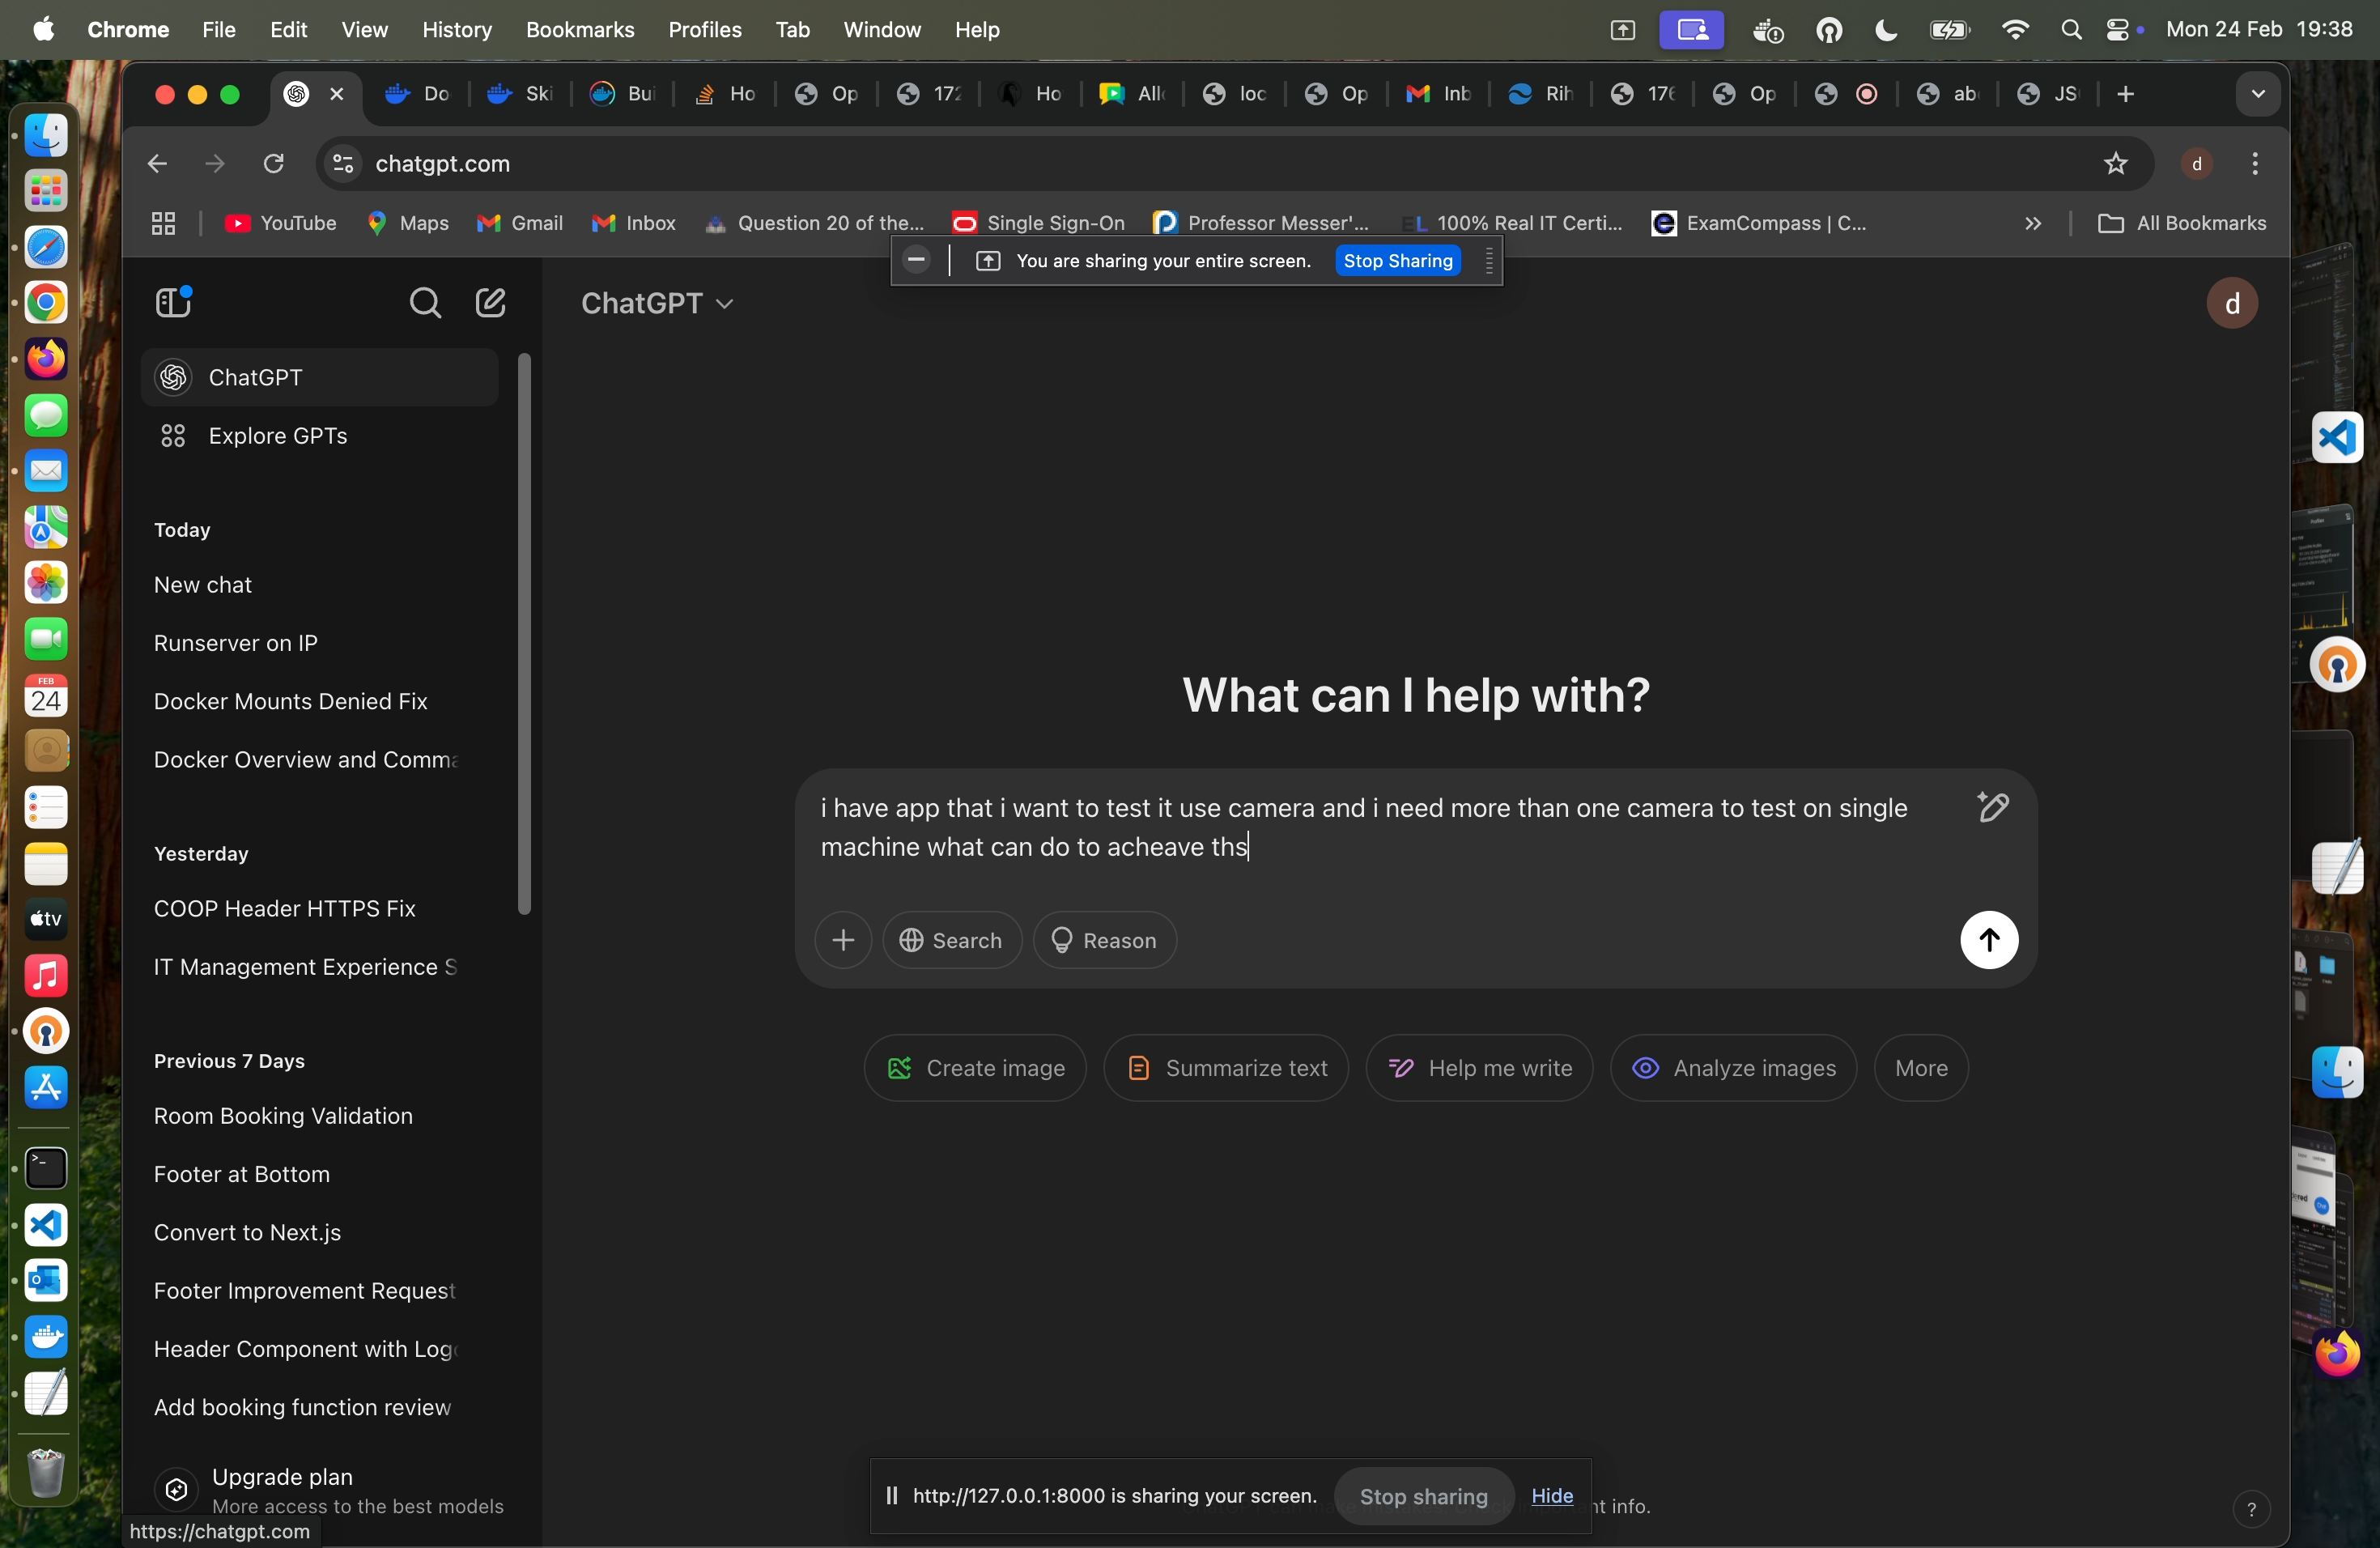 Chrome File Edit View History Bookmarks Profiles Tab Window Help Mon 24 Feb 19:38
Do Ski Bui Ho Op 172 Ho All loc Op Inb Rih 176 Op ab JS
chatgpt.com d
YouTube Maps Gmail Inbox Question 20 of the... Single Sign-On Professor Messer'... EL 100% Real IT Certi... ExamCompass | C... All Bookmarks
You are sharing your entire screen. Stop Sharing
ChatGPT d
ChatGPT
Explore GPTs
Today
New chat
Runserver on IP
Docker Mounts Denied Fix
Docker Overview and Comma
Yesterday
COOP Header HTTPS Fix
IT Management Experience S
Previous 7 Days
Room Booking Validation
Footer at Bottom
Convert to Next.js
Footer Improvement Request
Header Component with Logo
Add booking function review
Upgrade plan
More access to the best models
https://chatgpt.com
What can I help with?
i have app that i want to test it use camera and i need more than one camera to test on single
machine what can do to acheave ths
Search Reason
Create image Summarize text Help me write Analyze images More
http://127.0.0.1:8000 is sharing your screen. Stop sharing Hide
nt info.
?
FEB
24
tv